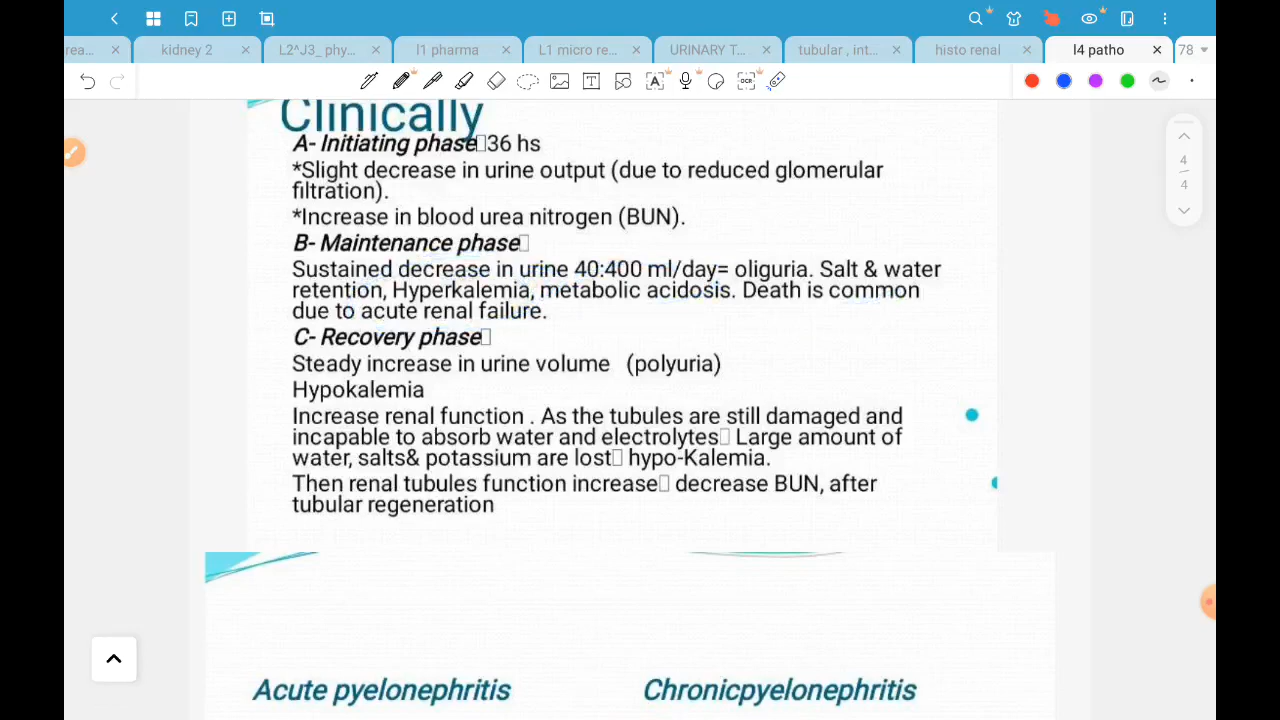 rea...
kidney 2
L2^J3_ phy...
l1 pharma
L1 micro re...
URINARY T...
tubular , int...
histo renal
l4 patho
78
OCR
4
4
Clinically
A- Initiating phase 36 hs
*Slight decrease in urine output (due to reduced glomerular
filtration).
*Increase in blood urea nitrogen (BUN).
B- Maintenance phase
Sustained decrease in urine 40:400 ml/day= oliguria. Salt & water
retention, Hyperkalemia, metabolic acidosis. Death is common
due to acute renal failure.
C- Recovery phase
Steady increase in urine volume (polyuria)
Hypokalemia
Increase renal function . As the tubules are still damaged and
incapable to absorb water and electrolytes Large amount of
water, salts& potassium are lost hypo-Kalemia.
Then renal tubules function increase decrease BUN, after
tubular regeneration
Acute pyelonephritis
Chronicpyelonephritis